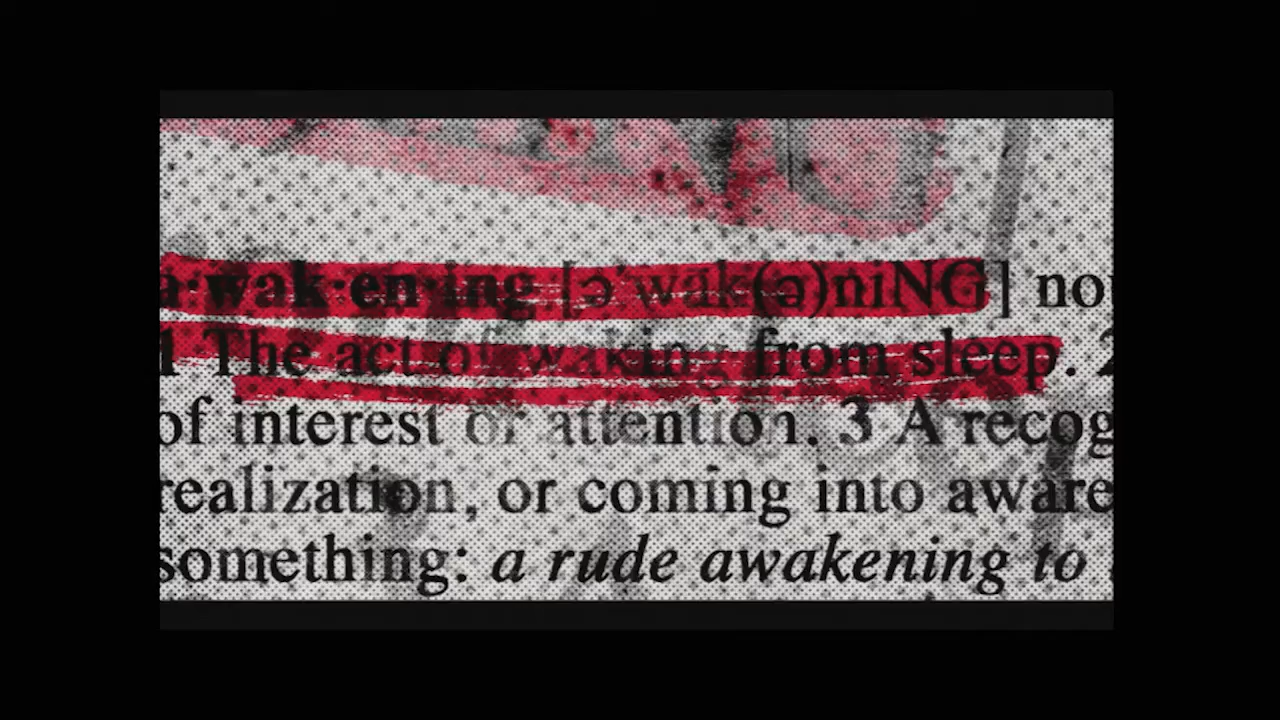 a·wak·en·ing [ə'wāk(ə)niNG] no
1 The act of waking from sleep. 2
of interest or attention. 3 A recog
realization, or coming into aware
something: a rude awakening to